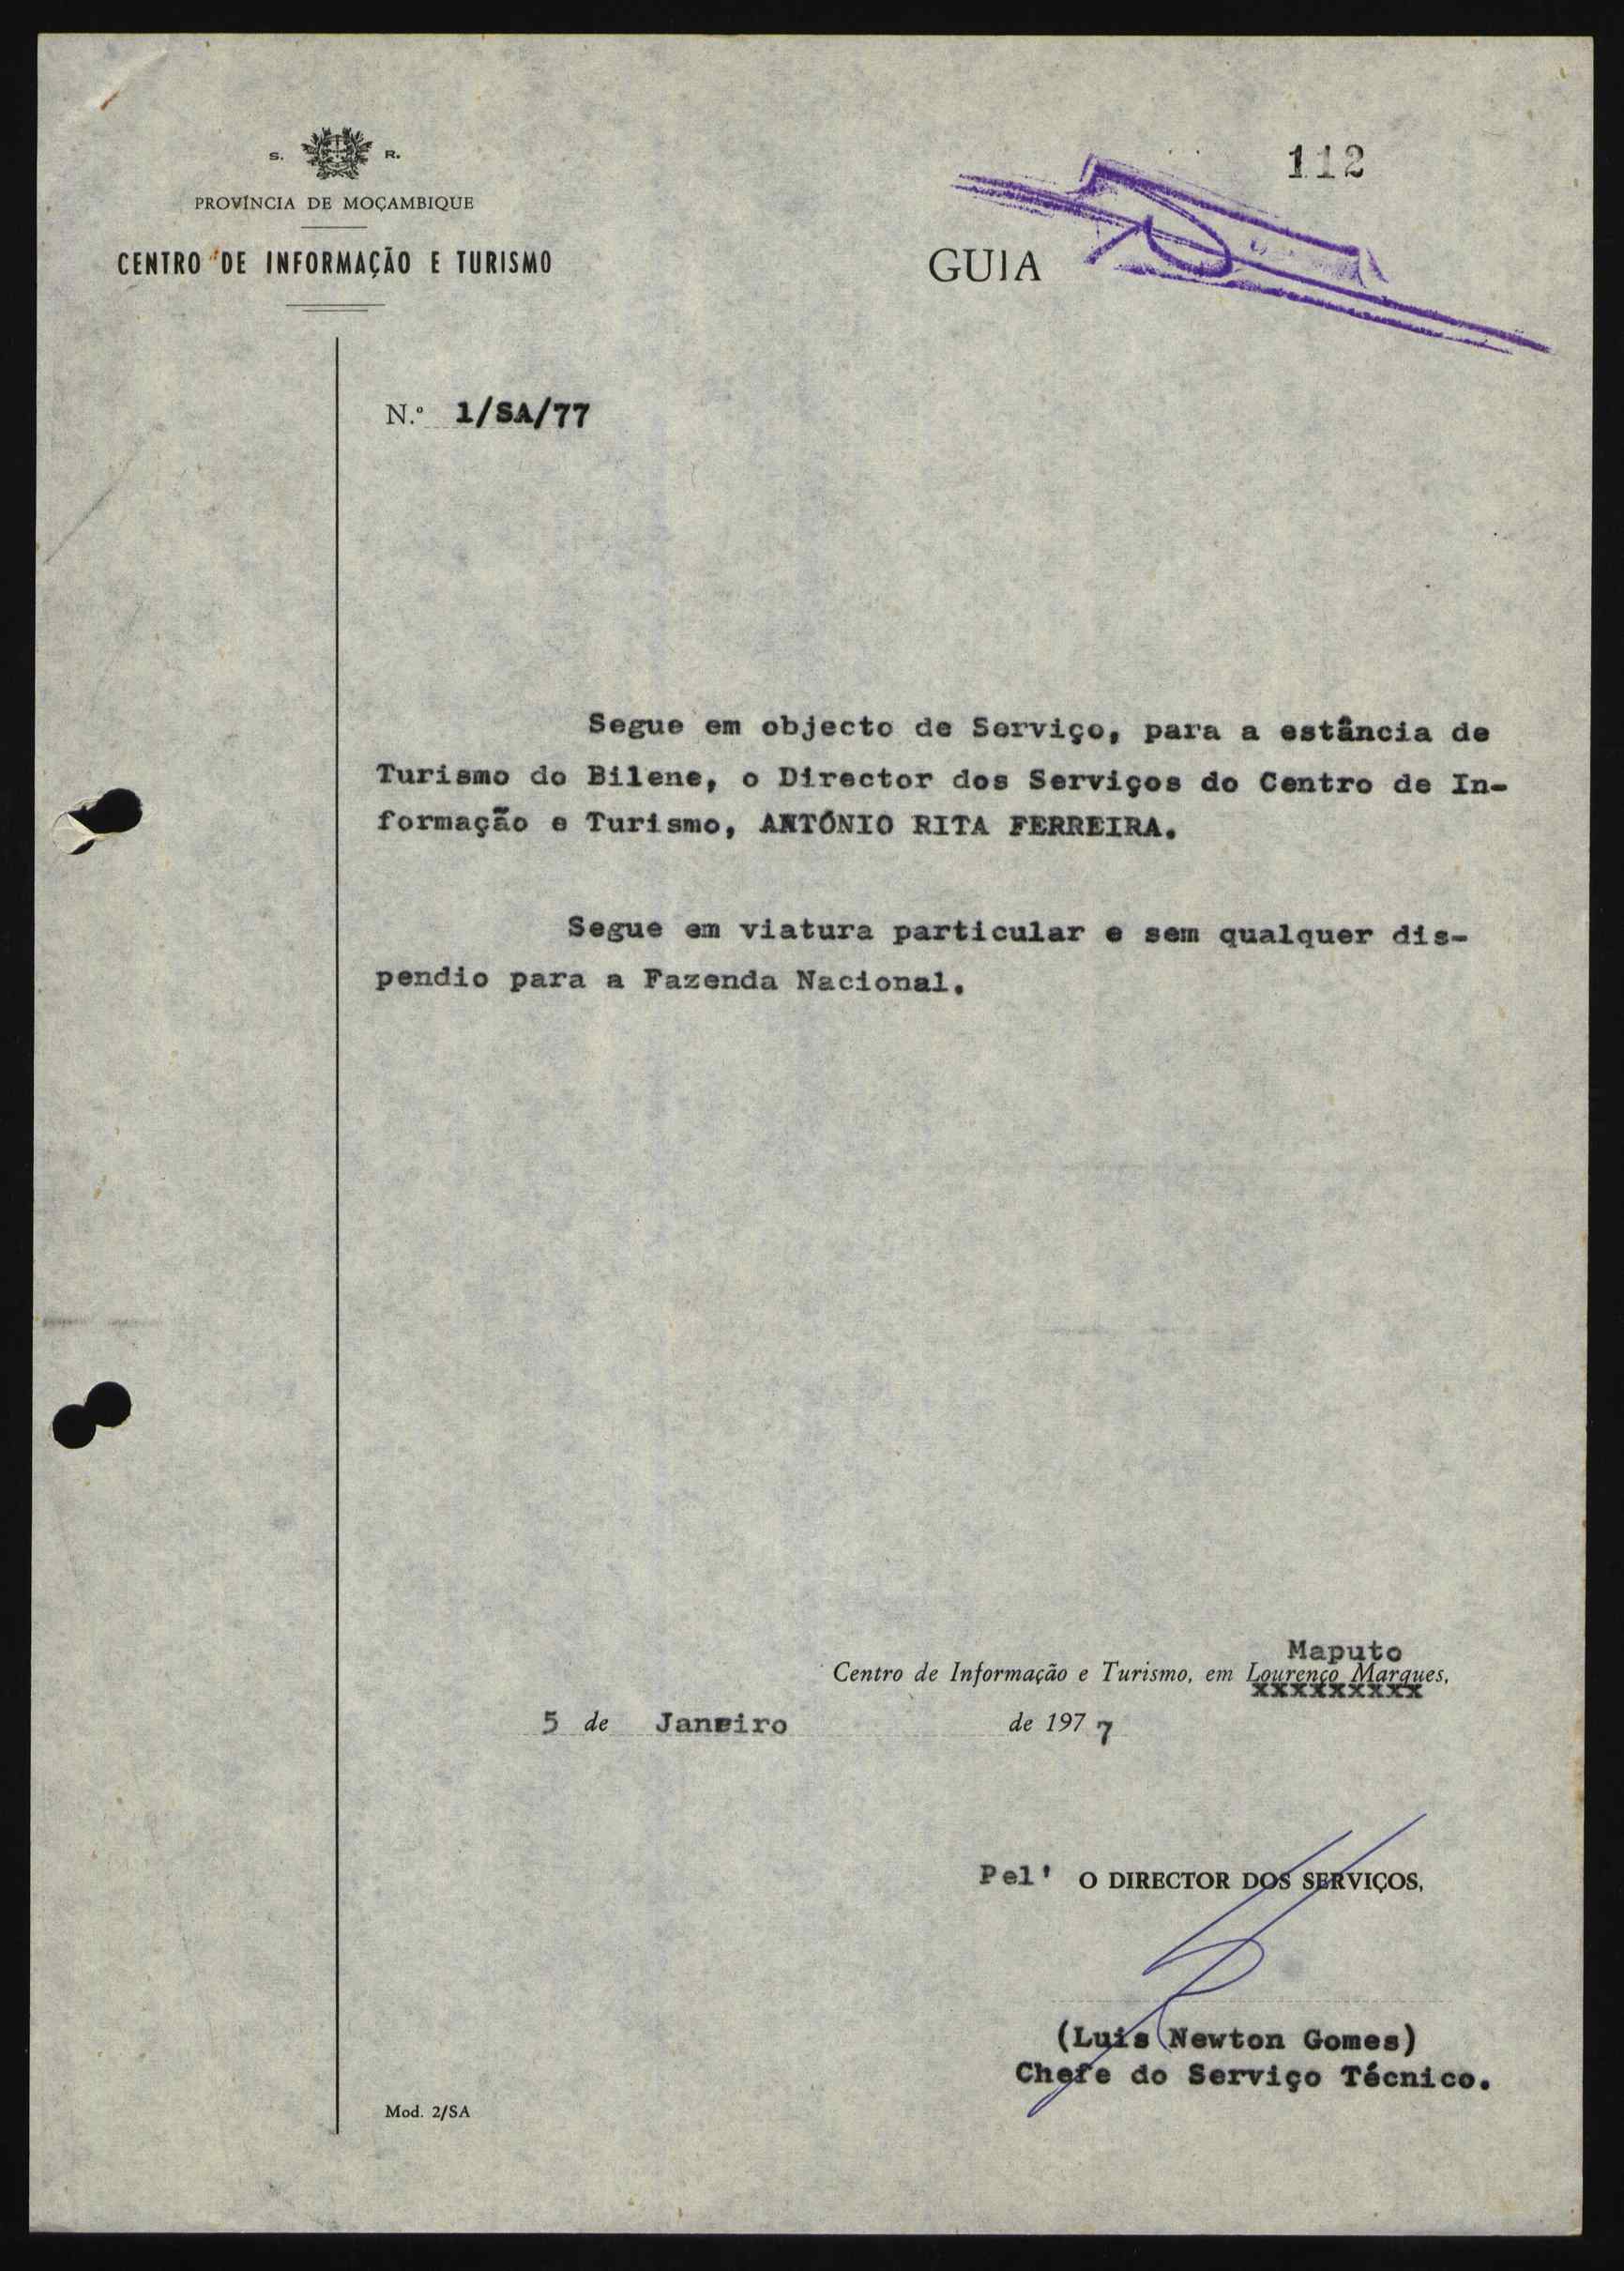 S. R.
112
PROVÍNCIA DE MOÇAMBIQUE
CENTRO DE INFORMAÇÃO E TURISMO
GUIA
N.º 1/SA/77
Segue em objecto de Serviço, para a estância de
Turismo do Bilene, o Director dos Serviços do Centro de In-
formação e Turismo, ANTÓNIO RITA FERREIRA.
Segue em viatura particular e sem qualquer dis-
pendio para a Fazenda Nacional.
Maputo
Centro de Informação e Turismo, em Lourenço Marques,
xxxxxxxxx
5 de Janeiro de 1977
Pel' O DIRECTOR DOS SERVIÇOS,
(Luis Newton Gomes)
Chefe do Serviço Técnico.
Mod. 2/SA